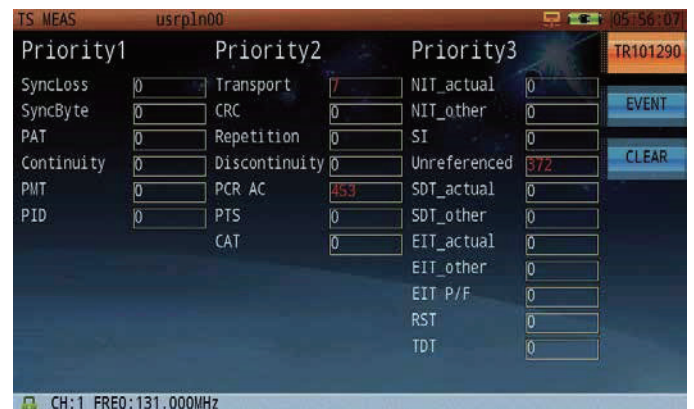 TS MEAS usrpln00 05:56:07
Priority1 Priority2 Priority3 TR101290
SyncLoss 0 Transport 7 NIT_actual 0
SyncByte 0 CRC 0 NIT_other 0 EVENT
PAT 0 Repetition 0 SI 0
Continuity 0 Discontinuity 0 Unreferenced 372 CLEAR
PMT 0 PCR AC 453 SDT_actual 0
PID 0 PTS 0 SDT_other 0
CAT 0 EIT_actual 0
EIT_other 0
EIT P/F 0
RST 0
TDT 0
CH:1 FREQ:131.000MHz